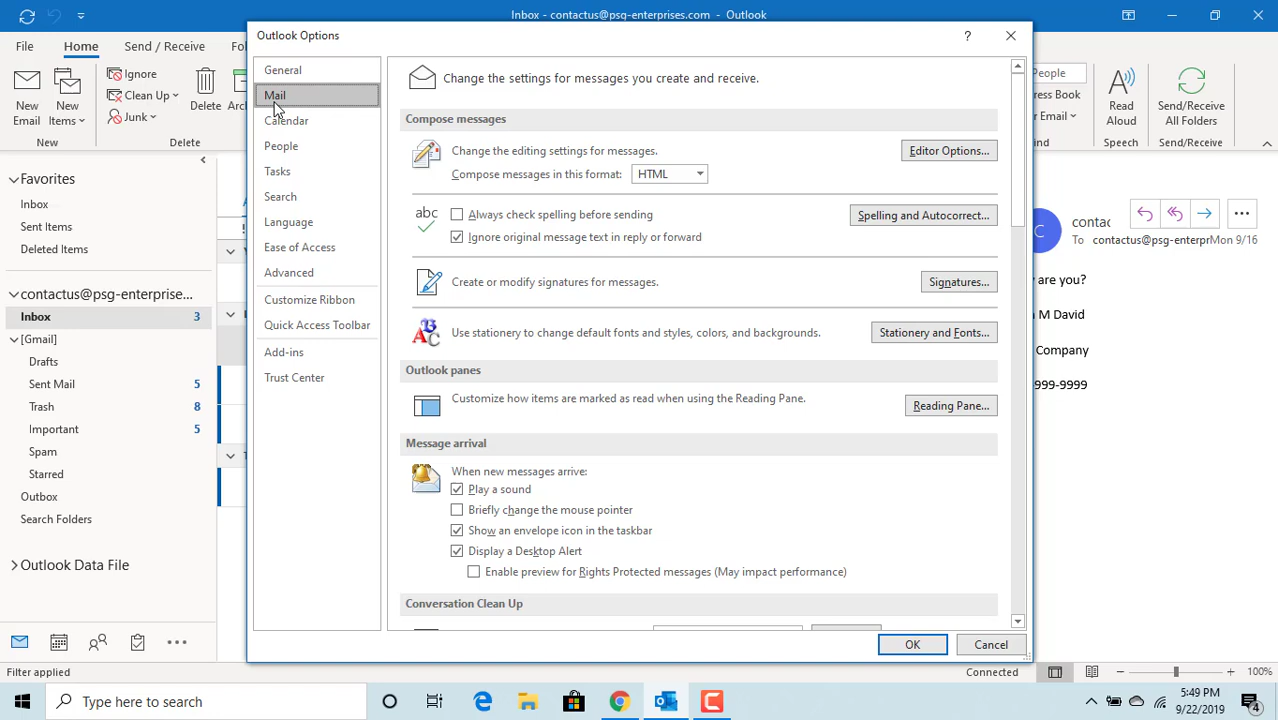 Inbox - contactus@psg-enterprises.com - Outlook
File Home Send / Receive Fol
New Email
New Items
Ignore
Clean Up
Junk
Delete
Arch
New
Delete
People
ress Book
er Email
Read Aloud
Speech
Send/Receive All Folders
Send/Receive
Favorites
Inbox
Sent Items
Deleted Items
contactus@psg-enterprise...
Inbox 3
[Gmail]
Drafts
Sent Mail 5
Trash 8
Important 5
Spam
Starred
Outbox
Search Folders
Outlook Data File
Outlook Options
?
General
Mail
Calendar
People
Tasks
Search
Language
Ease of Access
Advanced
Customize Ribbon
Quick Access Toolbar
Add-ins
Trust Center
Change the settings for messages you create and receive.
Compose messages
Change the editing settings for messages.
Editor Options...
Compose messages in this format: HTML
abc
Always check spelling before sending
Spelling and Autocorrect...
Ignore original message text in reply or forward
Create or modify signatures for messages.
Signatures...
ABC
Use stationery to change default fonts and styles, colors, and backgrounds.
Stationery and Fonts...
Outlook panes
Customize how items are marked as read when using the Reading Pane.
Reading Pane...
Message arrival
When new messages arrive:
Play a sound
Briefly change the mouse pointer
Show an envelope icon in the taskbar
Display a Desktop Alert
Enable preview for Rights Protected messages (May impact performance)
Conversation Clean Up
OK
Cancel
C
contac
To contactus@psg-enterpr
Mon 9/16
are you?
M David
Company
999-9999
Filter applied
Connected
100%
Type here to search
5:49 PM
9/22/2019
4